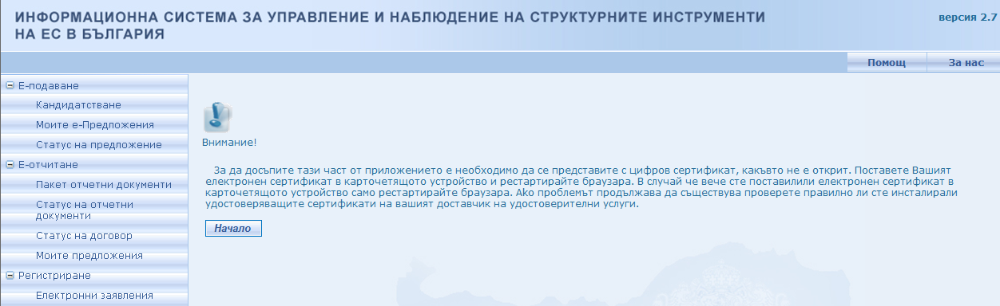 ИНФОРМАЦИОННА СИСТЕМА ЗА УПРАВЛЕНИЕ И НАБЛЮДЕНИЕ НА СТРУКТУРНИТЕ ИНСТРУМЕНТИ
НА ЕС В БЪЛГАРИЯ
версия 2.7
Помощ
За нас
Е-подаване
Кандидатстване
Моите е-Предложения
Статус на предложение
Е-отчитане
Пакет отчетни документи
Статус на отчетни
документи
Статус на договор
Моите предложения
Регистриране
Електронни заявления
Внимание!
За да досъпите тази част от приложението е необходимо да се представите с цифров сертификат, какъвто не е открит. Поставете Вашият
електронен сертификат в карточетящото устройство и рестартирайте браузара. В случай че вече сте поставилили електронен сертификат в
карточетящото устройство само рестартирайте браузара. Ako проблемът продължава да съществува проверете правилно ли сте инсталирали
удостоверяващите сертификати на вашият доставчик на удостоверителни услуги.
Начало